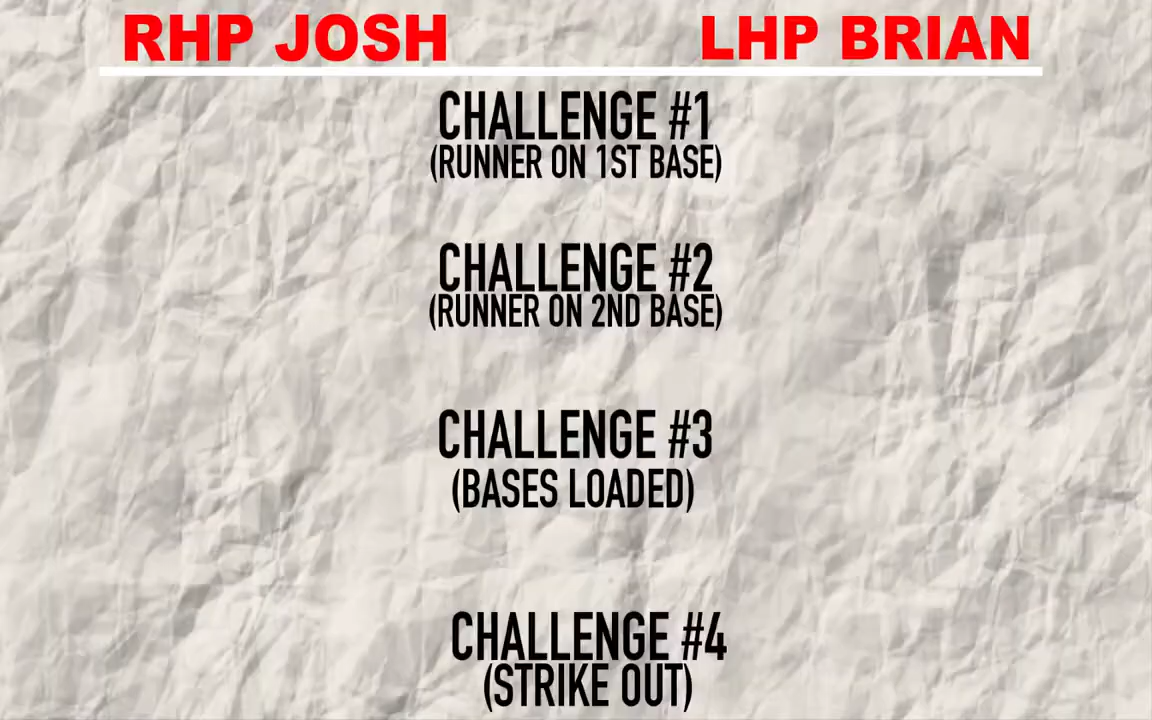 RHP JOSH
LHP BRIAN
CHALLENGE #1
(RUNNER ON 1ST BASE)
CHALLENGE #2
(RUNNER ON 2ND BASE)
CHALLENGE #3
(BASES LOADED)
CHALLENGE #4
(STRIKE OUT)